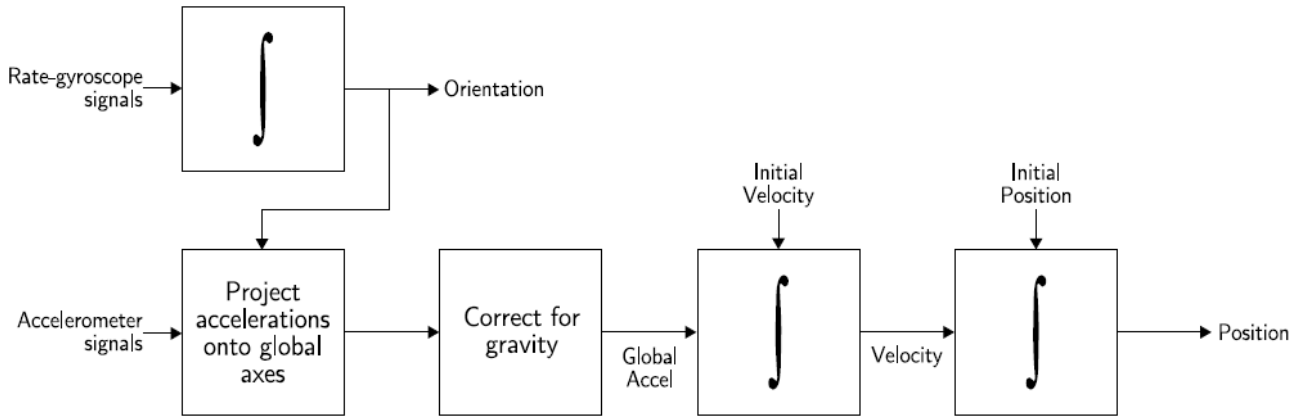 Rate-gyroscope
signals
∫
Orientation
Initial
Velocity
Initial
Position
Accelerometer
signals
Project
accelerations
onto global
axes
Correct for
gravity
Global
Accel
∫
Velocity
∫
Position